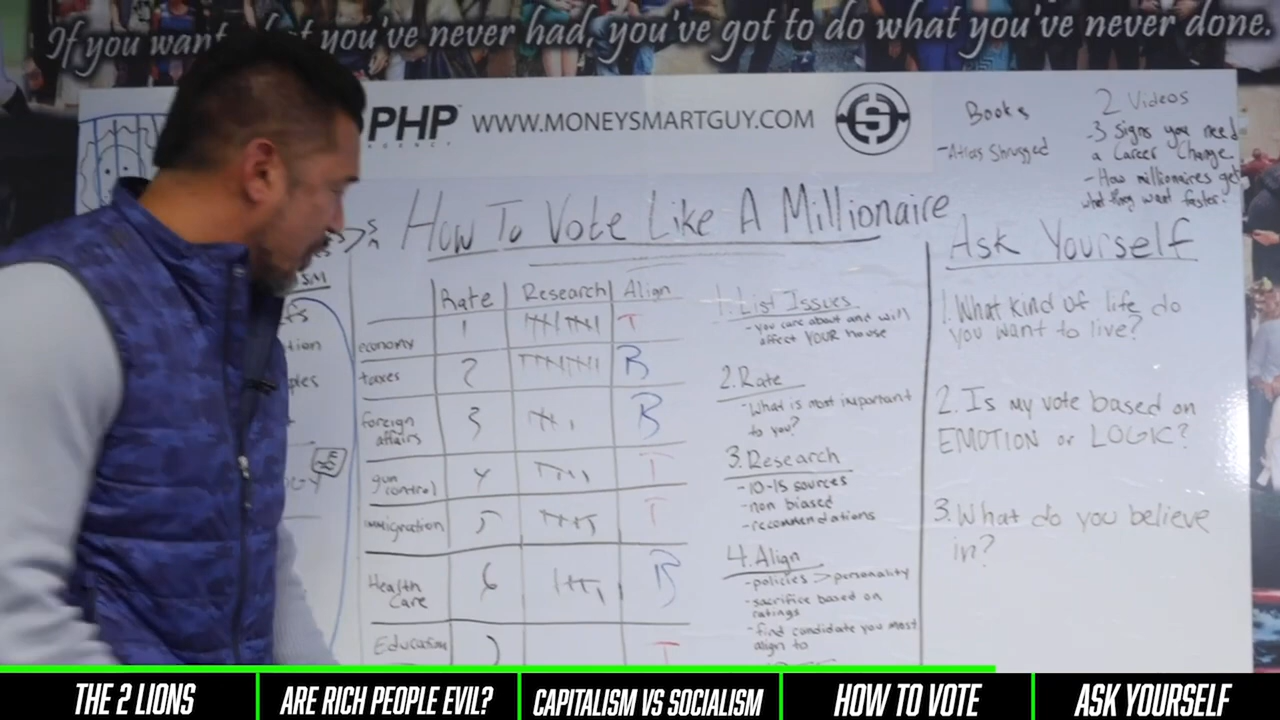 If you want what you've never had, you've got to do what you've never done.
PHP
AGENCY
WWW.MONEYSMARTGUY.COM
Books
-Atlas Shrugged
2 Videos
-3 Signs you need
a Career Change.
-How millionaires get
what they want faster?
How To Vote Like A Millionaire
Rate Research Align
economy 1 T
taxes 2 B
foreign
affairs 3 B
gun
control 4 T
immigration 5 T
Health
Care 6 B
Education T
1. List Issues
-you care about and will
affect YOUR house
2. Rate
-What is most important
to you?
3. Research
-10-15 sources
-non biased
-recommendations
4. Align
-policies > personality
-sacrifice based on
ratings
-find candidate you most
align to
Ask Yourself
1. What kind of life do
you want to live?
2. Is my vote based on
EMOTION or LOGIC?
3. What do you believe
in?
THE 2 LIONS
ARE RICH PEOPLE EVIL?
CAPITALISM VS SOCIALISM
HOW TO VOTE
ASK YOURSELF